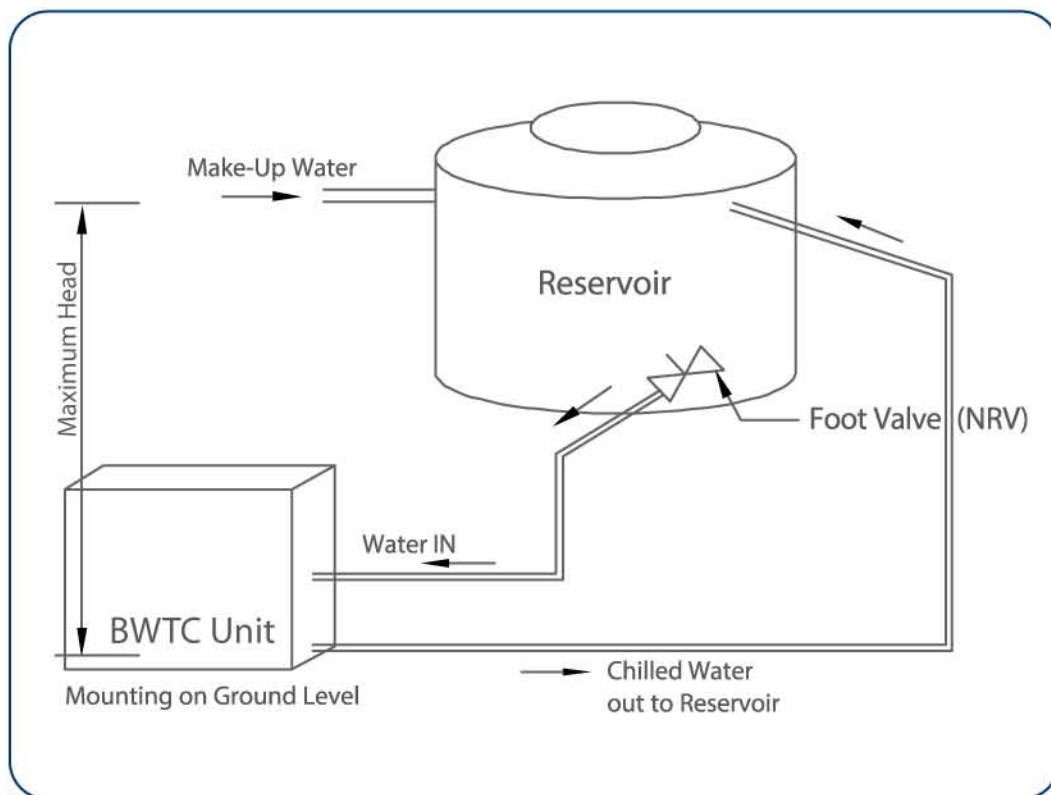 Make-Up Water
Maximum Head
Reservoir
Foot Valve (NRV)
Water IN
BWTC Unit
Mounting on Ground Level
Chilled Water
out to Reservoir